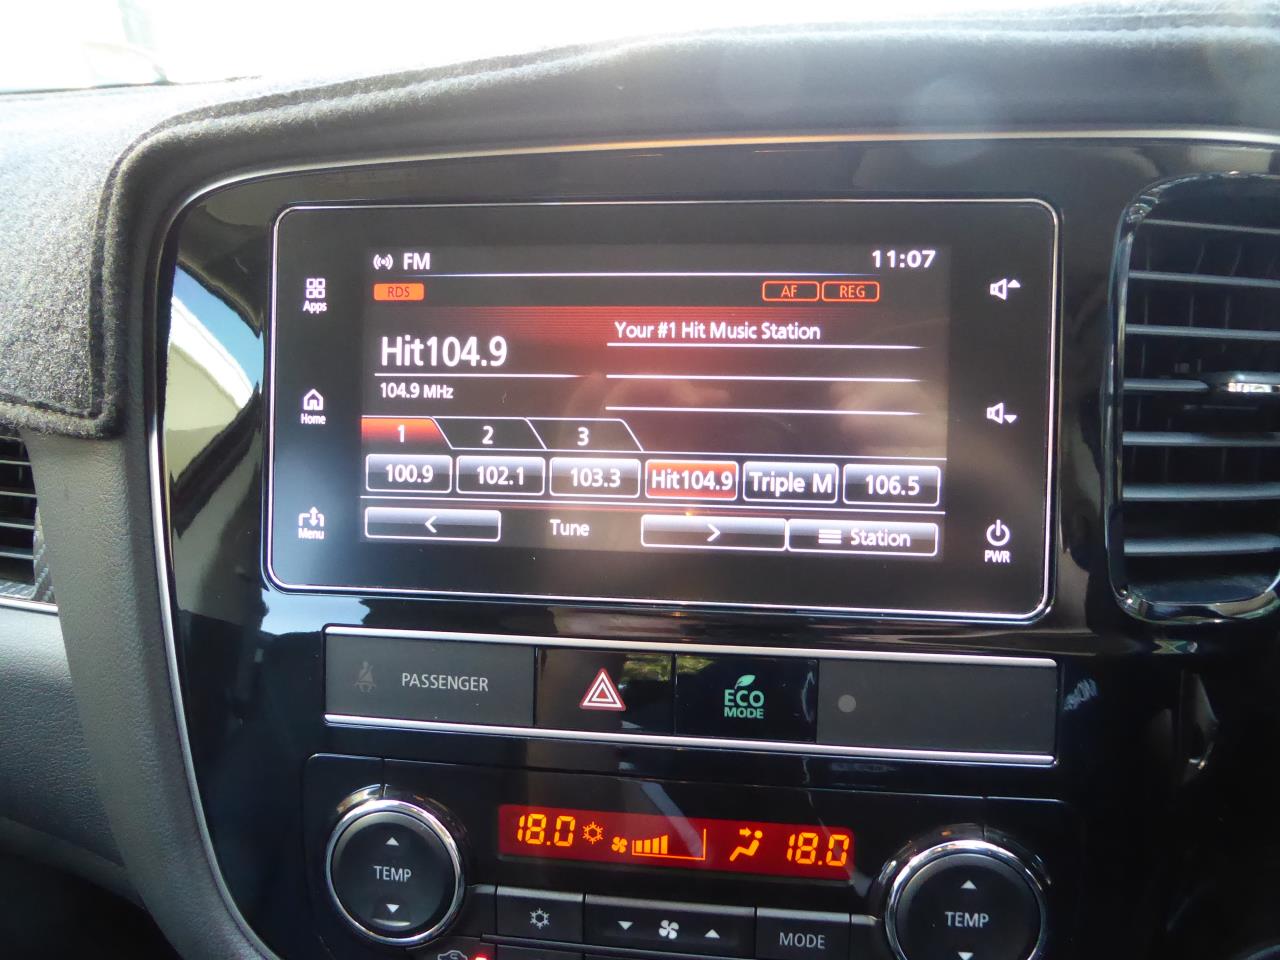 FM 11:07
RDS AF REG
Apps
Your #1 Hit Music Station
Hit104.9
104.9 MHz
Home
1 2 3
100.9 102.1 103.3 Hit104.9 Triple M 106.5
< Tune > Station
Menu
PWR
PASSENGER
ECO
MODE
18.0 18.0
TEMP
TEMP
MODE